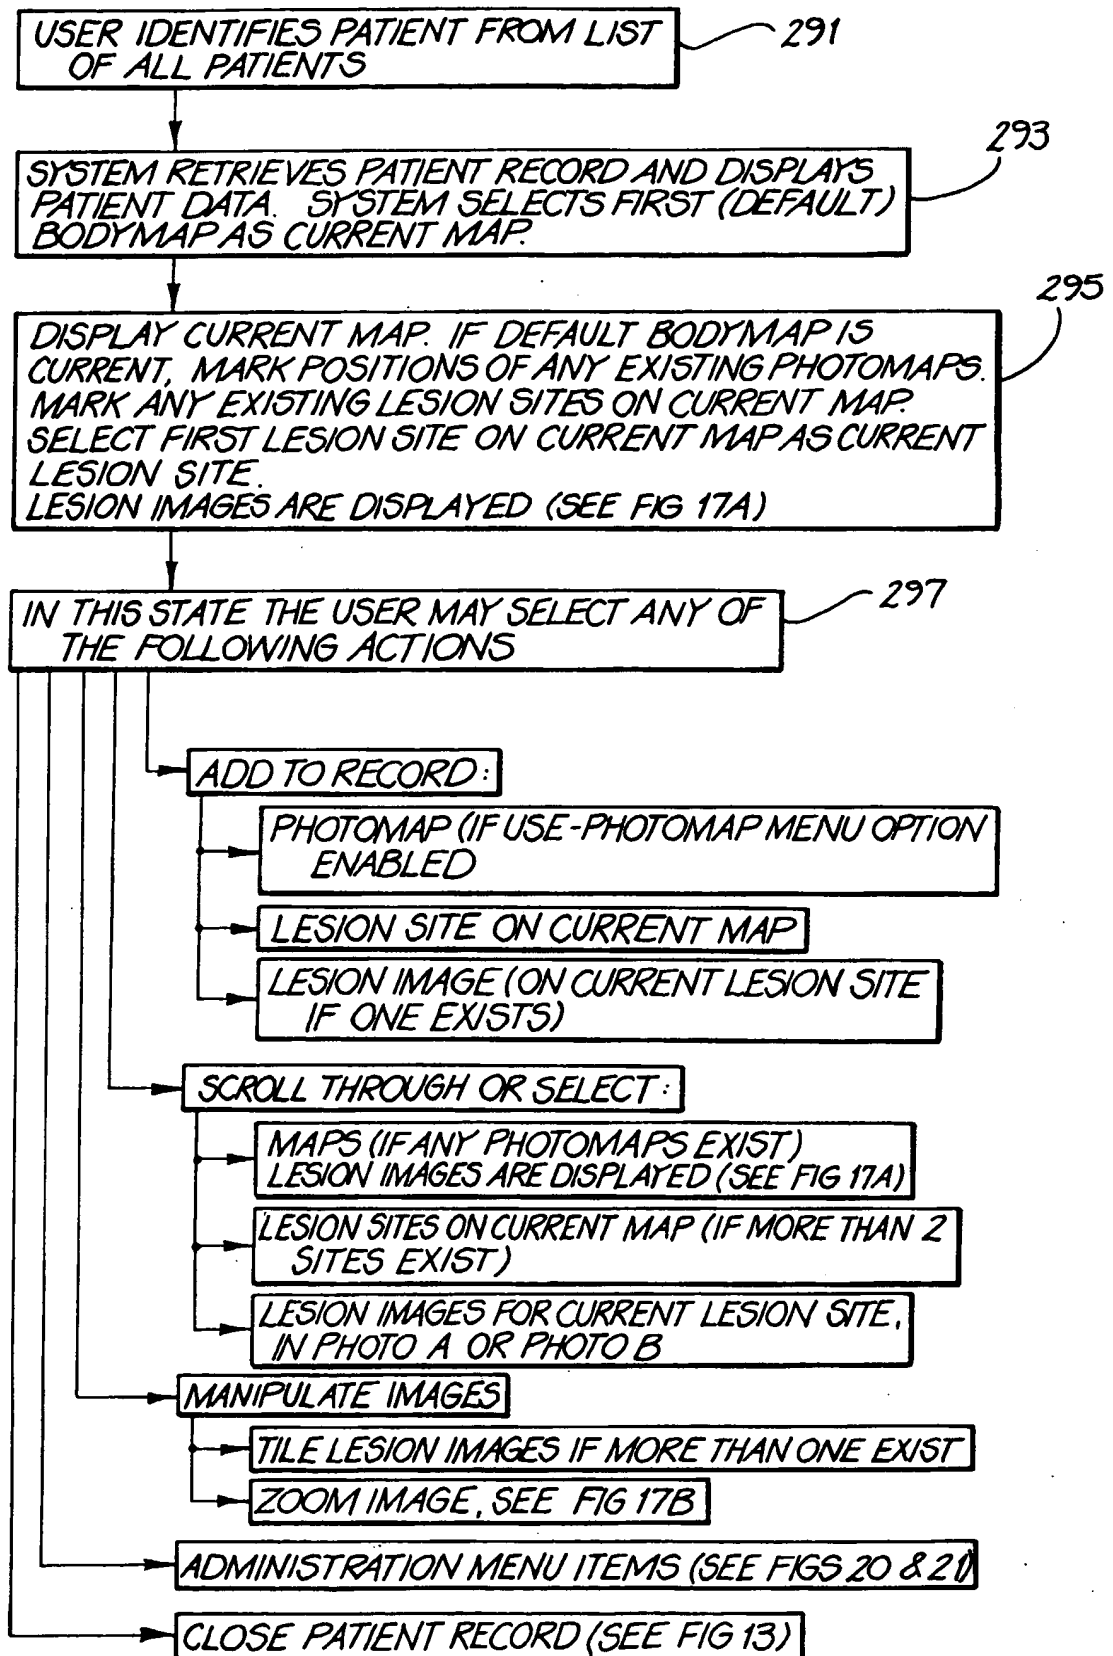 USER IDENTIFIES PATIENT FROM LIST
OF ALL PATIENTS
291
SYSTEM RETRIEVES PATIENT RECORD AND DISPLAYS
PATIENT DATA. SYSTEM SELECTS FIRST (DEFAULT)
BODYMAP AS CURRENT MAP.
293
DISPLAY CURRENT MAP. IF DEFAULT BODYMAP IS
CURRENT, MARK POSITIONS OF ANY EXISTING PHOTOMAPS.
MARK ANY EXISTING LESION SITES ON CURRENT MAP.
SELECT FIRST LESION SITE ON CURRENT MAP AS CURRENT
LESION SITE.
LESION IMAGES ARE DISPLAYED (SEE FIG 17A)
295
IN THIS STATE THE USER MAY SELECT ANY OF
THE FOLLOWING ACTIONS
297
ADD TO RECORD:
PHOTOMAP (IF USE-PHOTOMAP MENU OPTION
ENABLED
LESION SITE ON CURRENT MAP
LESION IMAGE (ON CURRENT LESION SITE
IF ONE EXISTS)
SCROLL THROUGH OR SELECT:
MAPS (IF ANY PHOTOMAPS EXIST)
LESION IMAGES ARE DISPLAYED (SEE FIG 17A)
LESION SITES ON CURRENT MAP (IF MORE THAN 2
SITES EXIST)
LESION IMAGES FOR CURRENT LESION SITE,
IN PHOTO A OR PHOTO B
MANIPULATE IMAGES
TILE LESION IMAGES IF MORE THAN ONE EXIST
ZOOM IMAGE, SEE FIG 17B
ADMINISTRATION MENU ITEMS (SEE FIGS 20 & 21)
CLOSE PATIENT RECORD (SEE FIG 13)